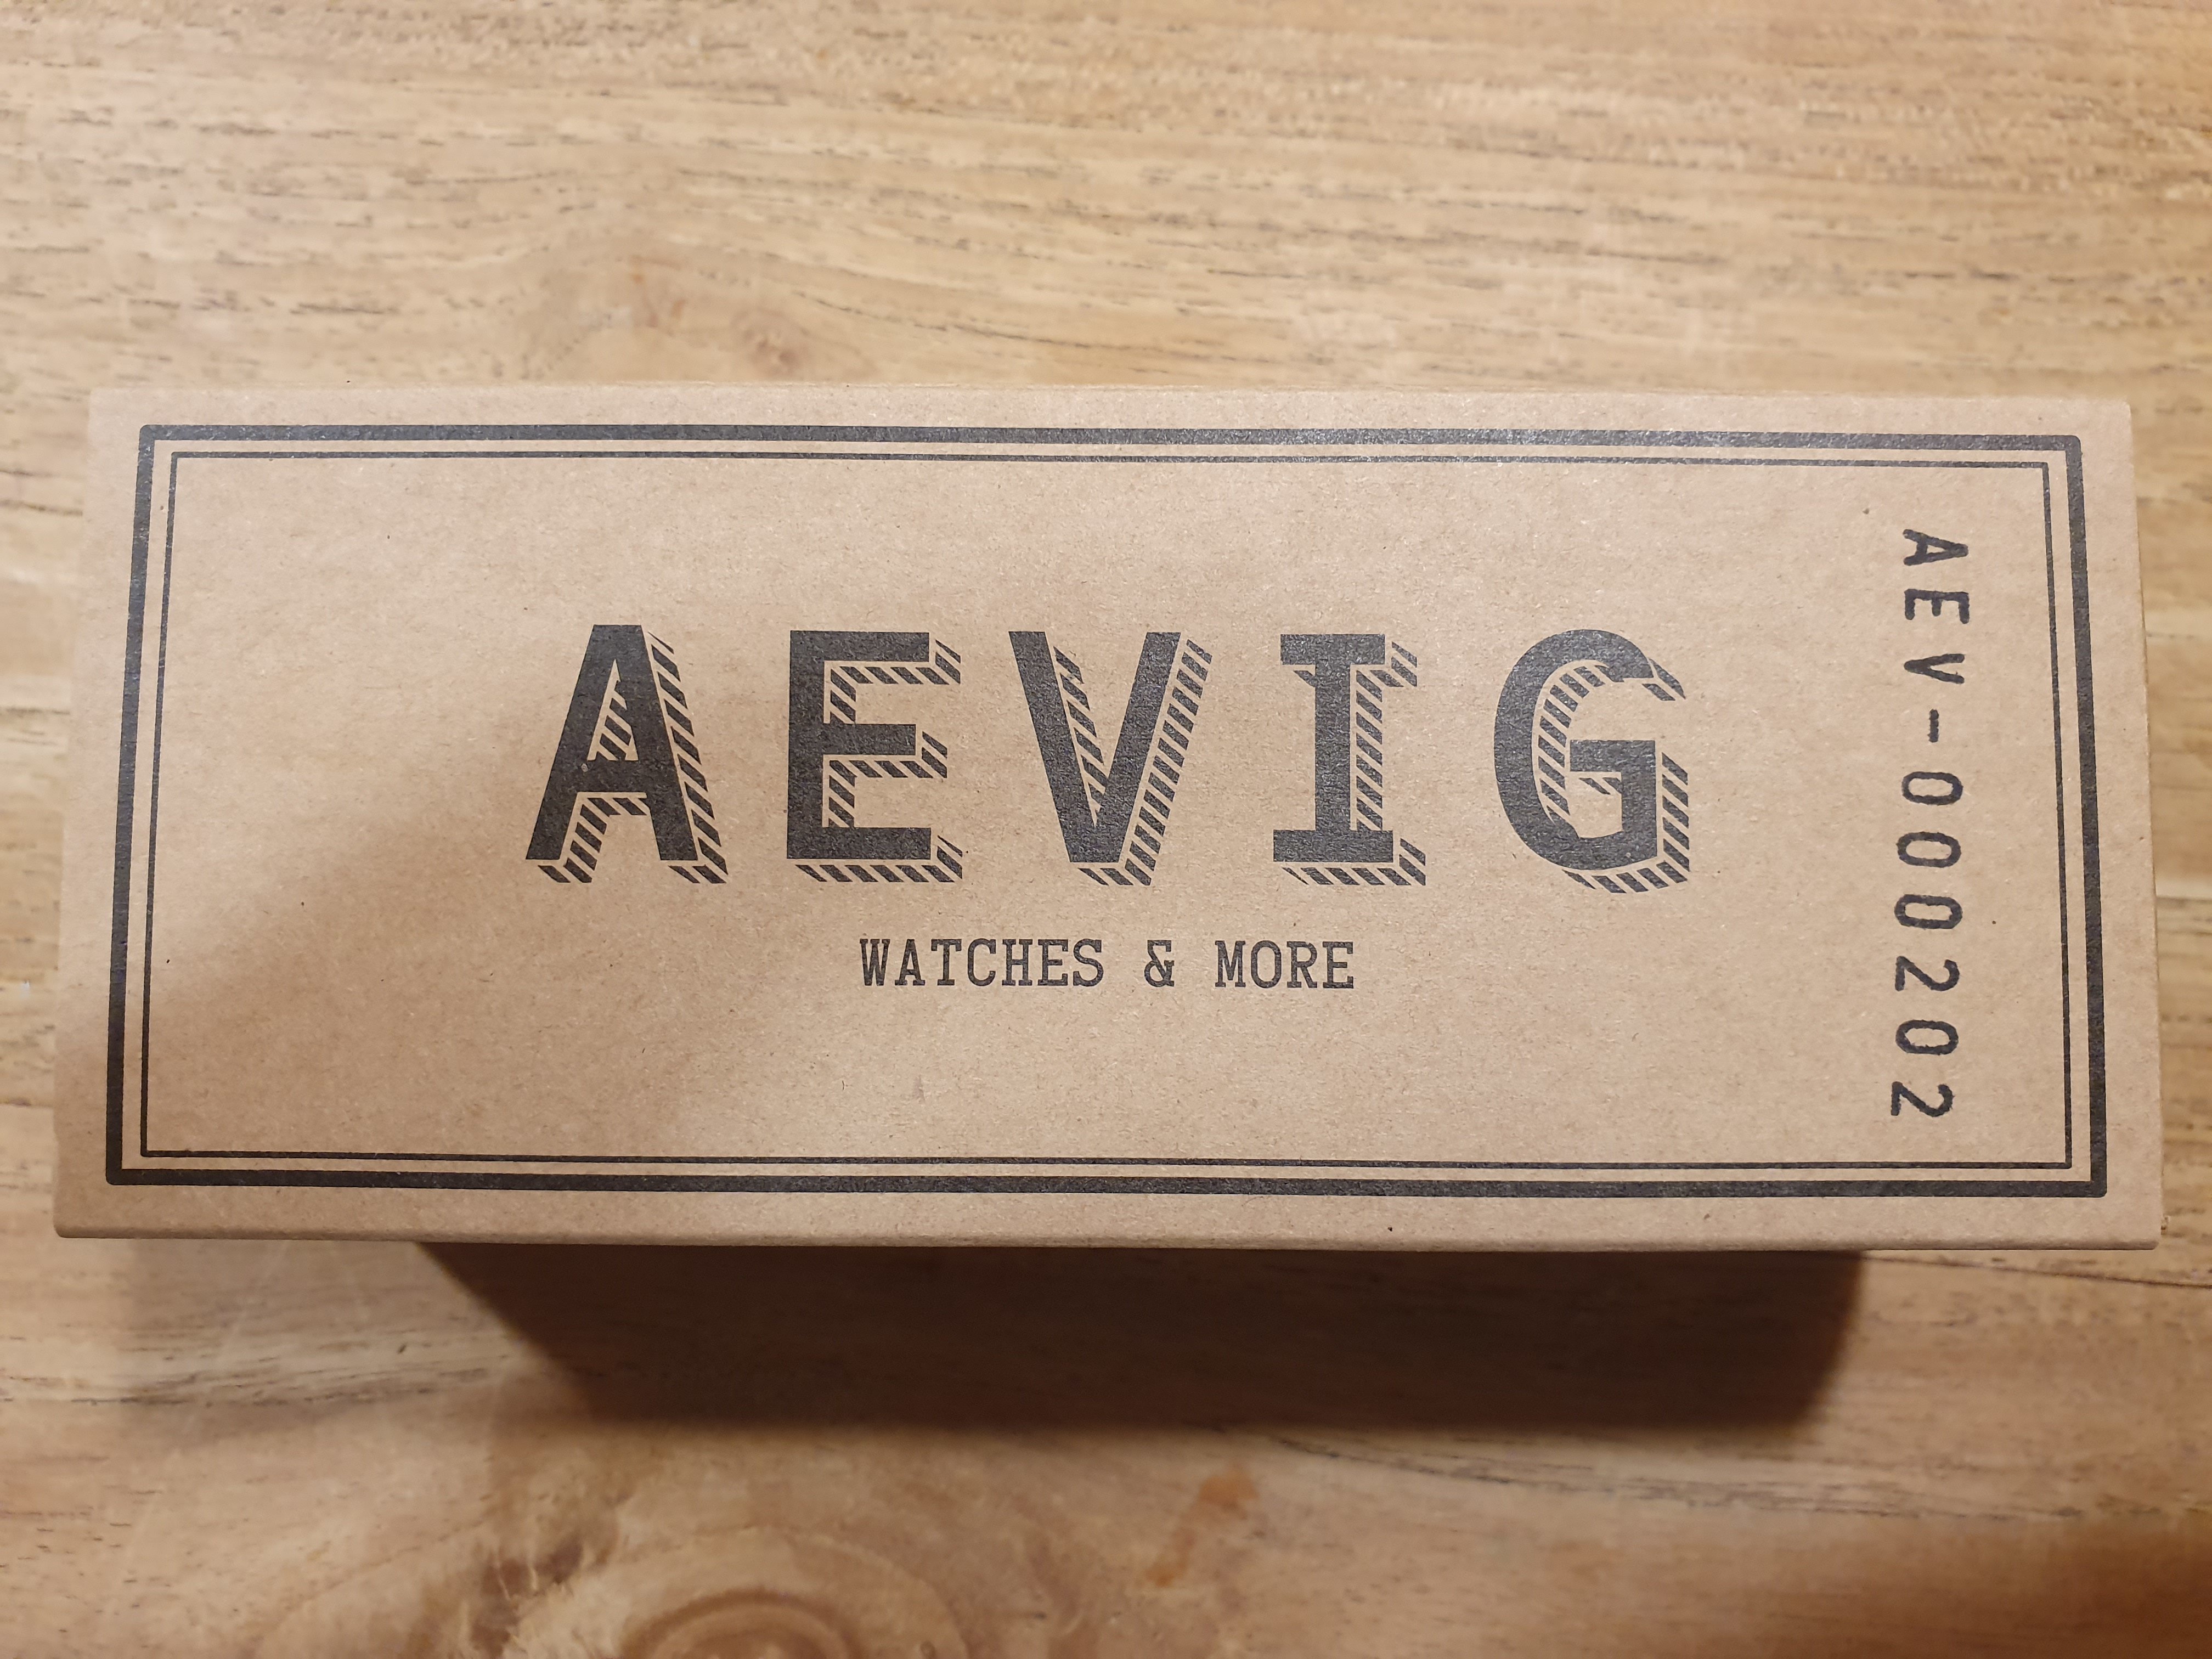 AEVIG
WATCHES & MORE
AEV-000202